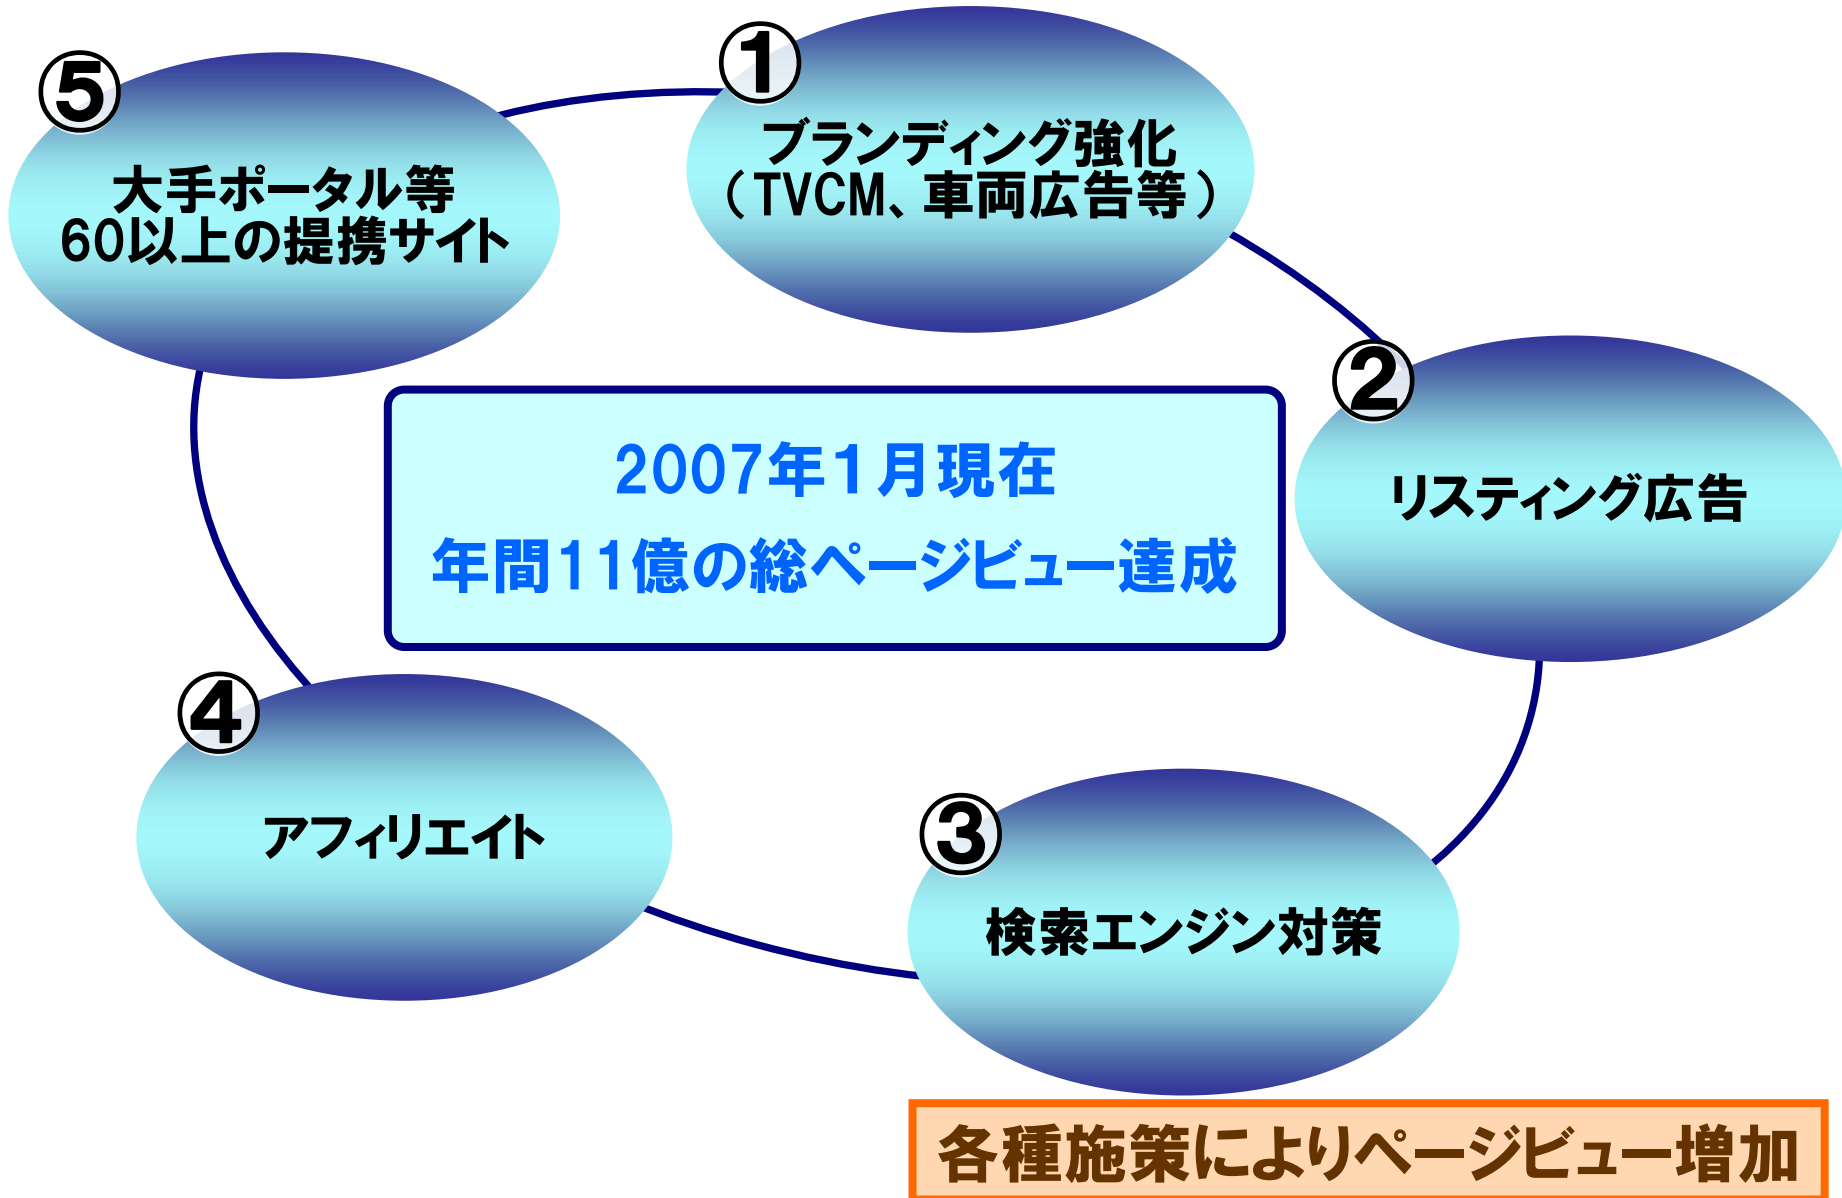 ①
ブランディング強化
（TVCM、車両広告等）
②
リスティング広告
③
検索エンジン対策
④
アフィリエイト
⑤
大手ポータル等
60以上の提携サイト
2007年１月現在
年間11億の総ページビュー達成
各種施策によりページビュー増加